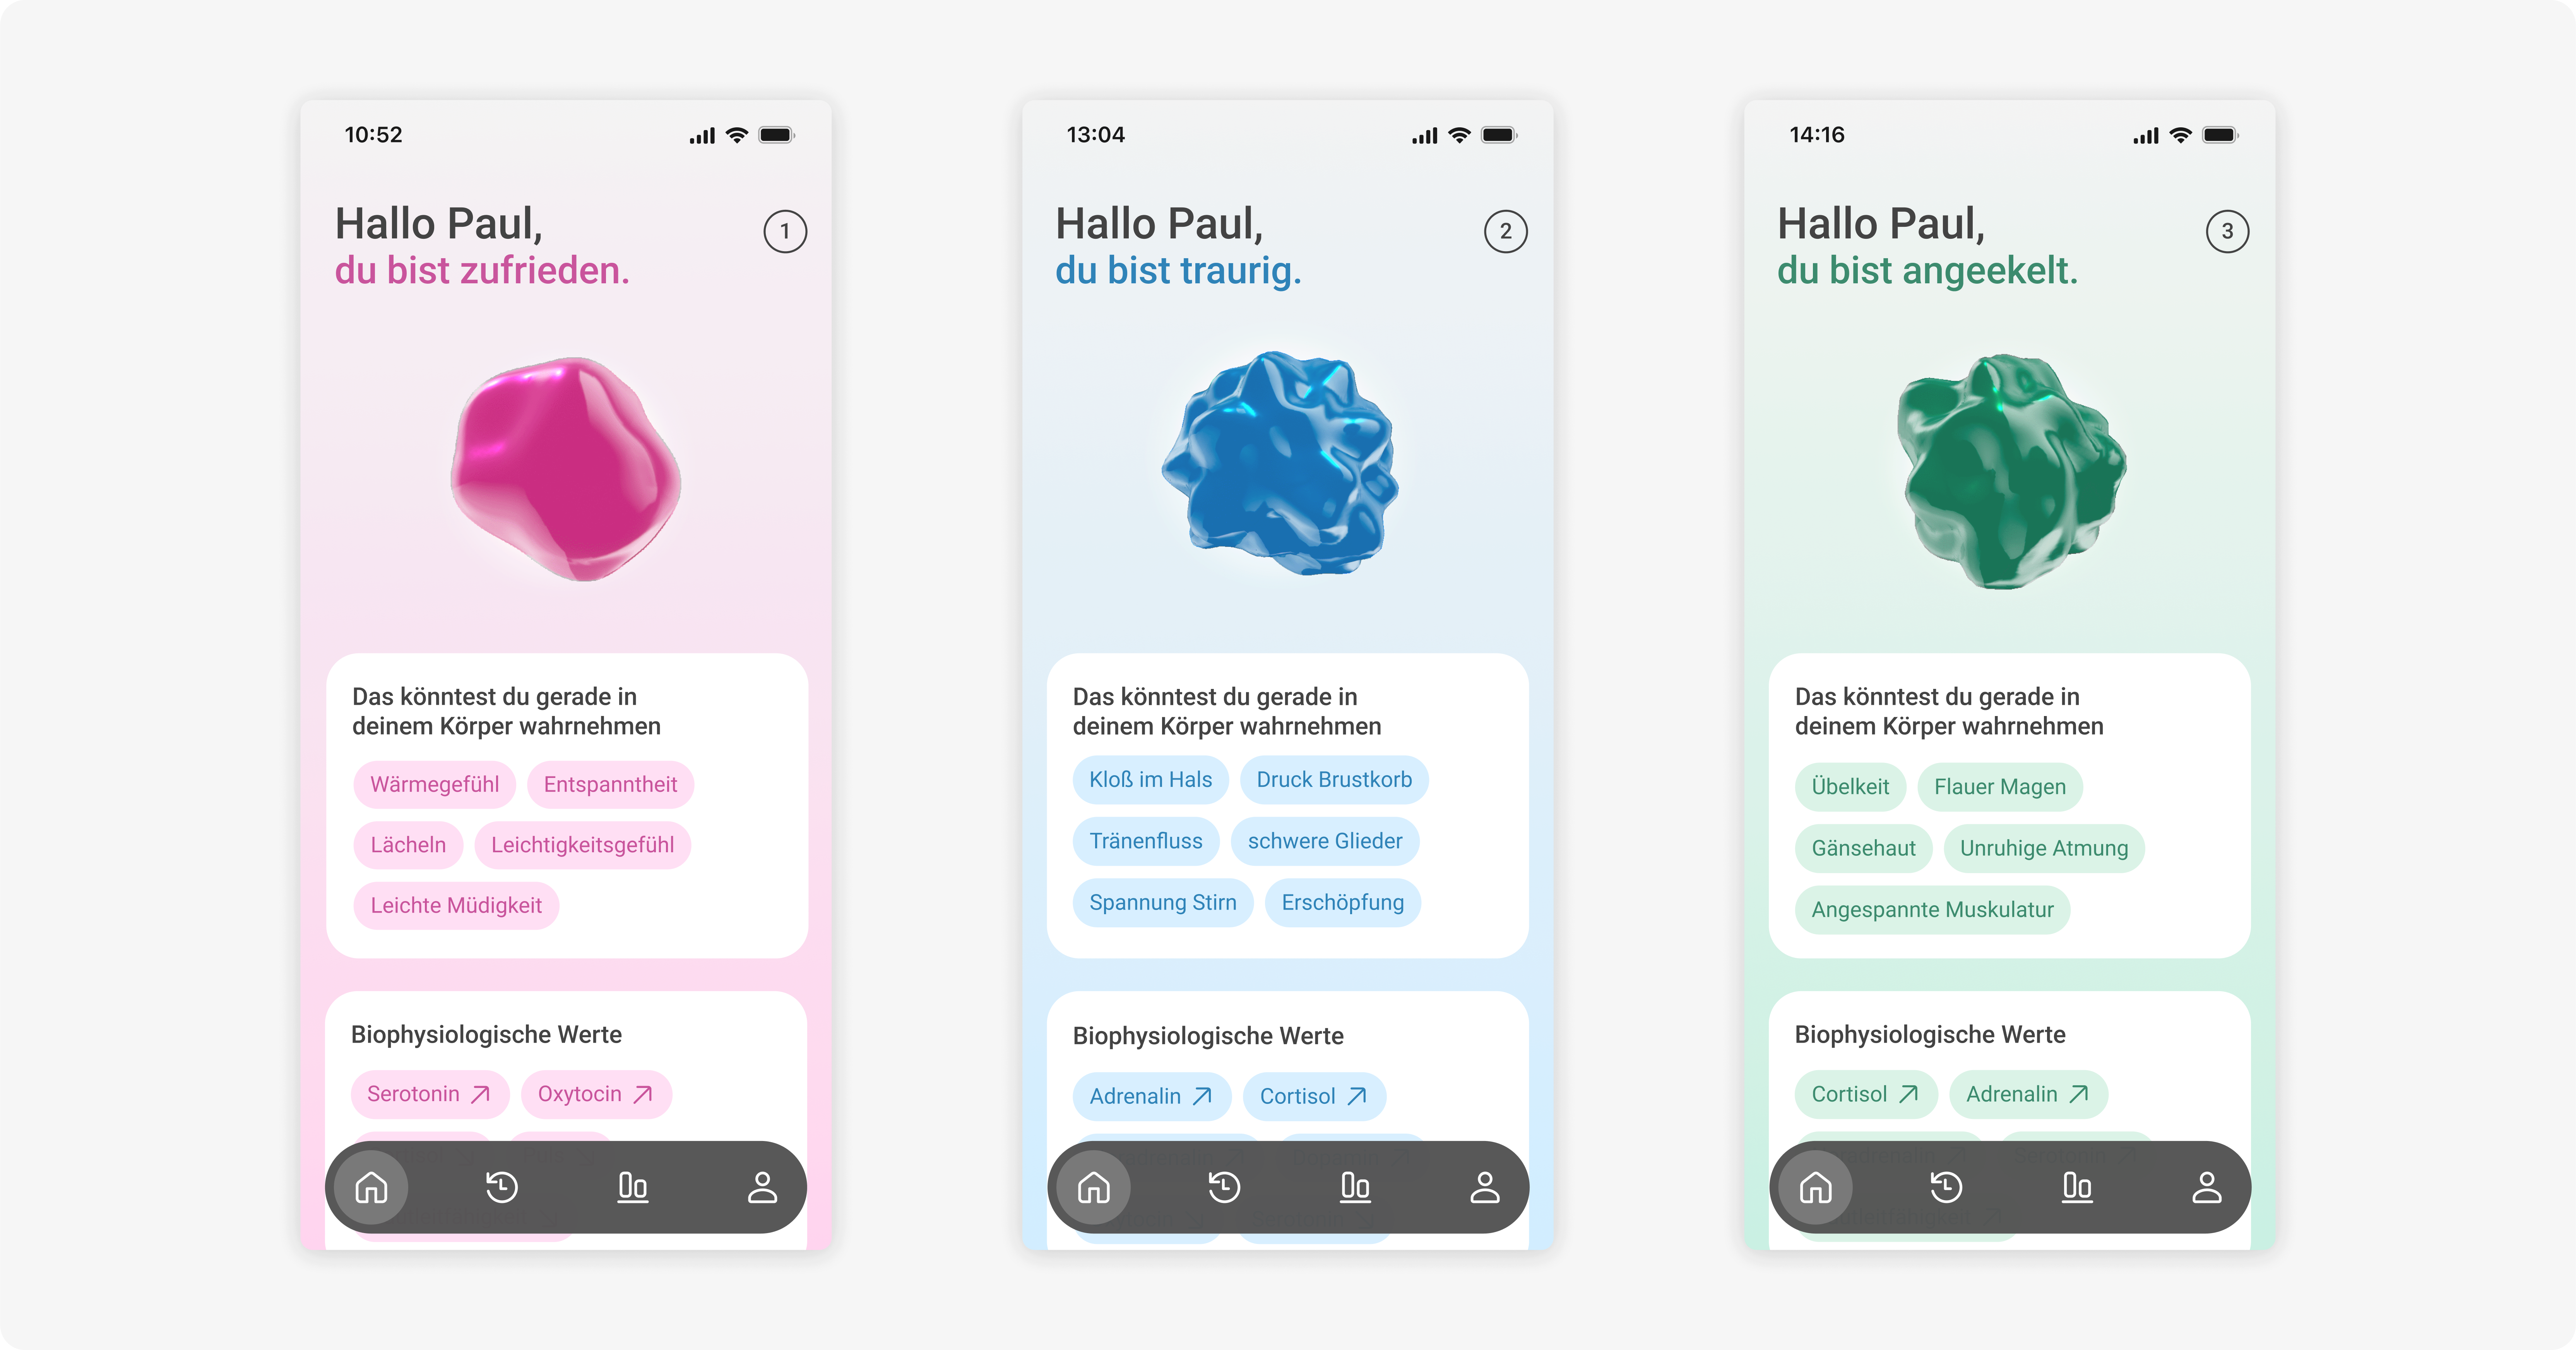 10:52
Hallo Paul,
1
du bist zufrieden.
Das könntest du gerade in
deinem Körper wahrnehmen
Wärmegefühl Entspanntheit
Lächeln Leichtigkeitsgefühl
Leichte Müdigkeit
Biophysiologische Werte
Serotonin Oxytocin
13:04
Hallo Paul,
2
du bist traurig.
Das könntest du gerade in
deinem Körper wahrnehmen
Kloß im Hals Druck Brustkorb
Tränenfluss schwere Glieder
Spannung Stirn Erschöpfung
Biophysiologische Werte
Adrenalin Cortisol
14:16
Hallo Paul,
3
du bist angeekelt.
Das könntest du gerade in
deinem Körper wahrnehmen
Übelkeit Flauer Magen
Gänsehaut Unruhige Atmung
Angespannte Muskulatur
Biophysiologische Werte
Cortisol Adrenalin
Serotonin